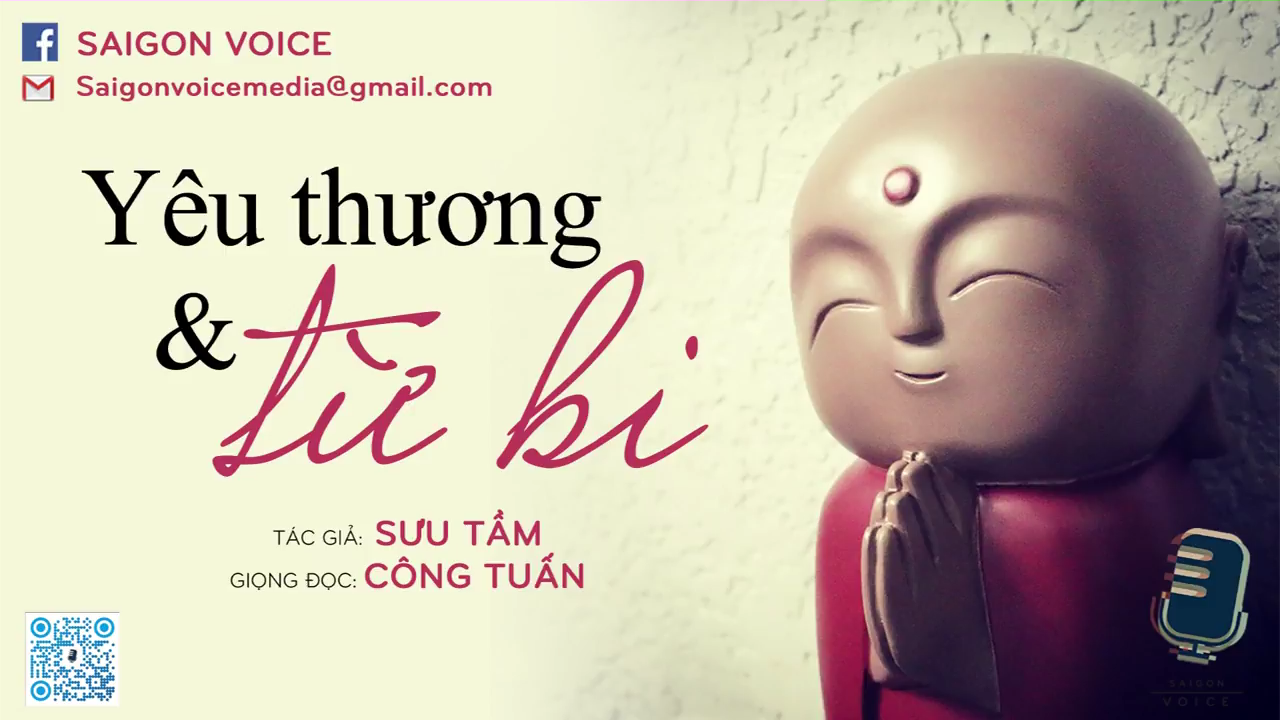 SAIGON VOICE
Saigonvoicemedia@gmail.com
Yêu thương
& từ bi
TÁC GIẢ: SƯU TẦM
GIỌNG ĐỌC: CÔNG TUẤN
SAIGON
VOICE